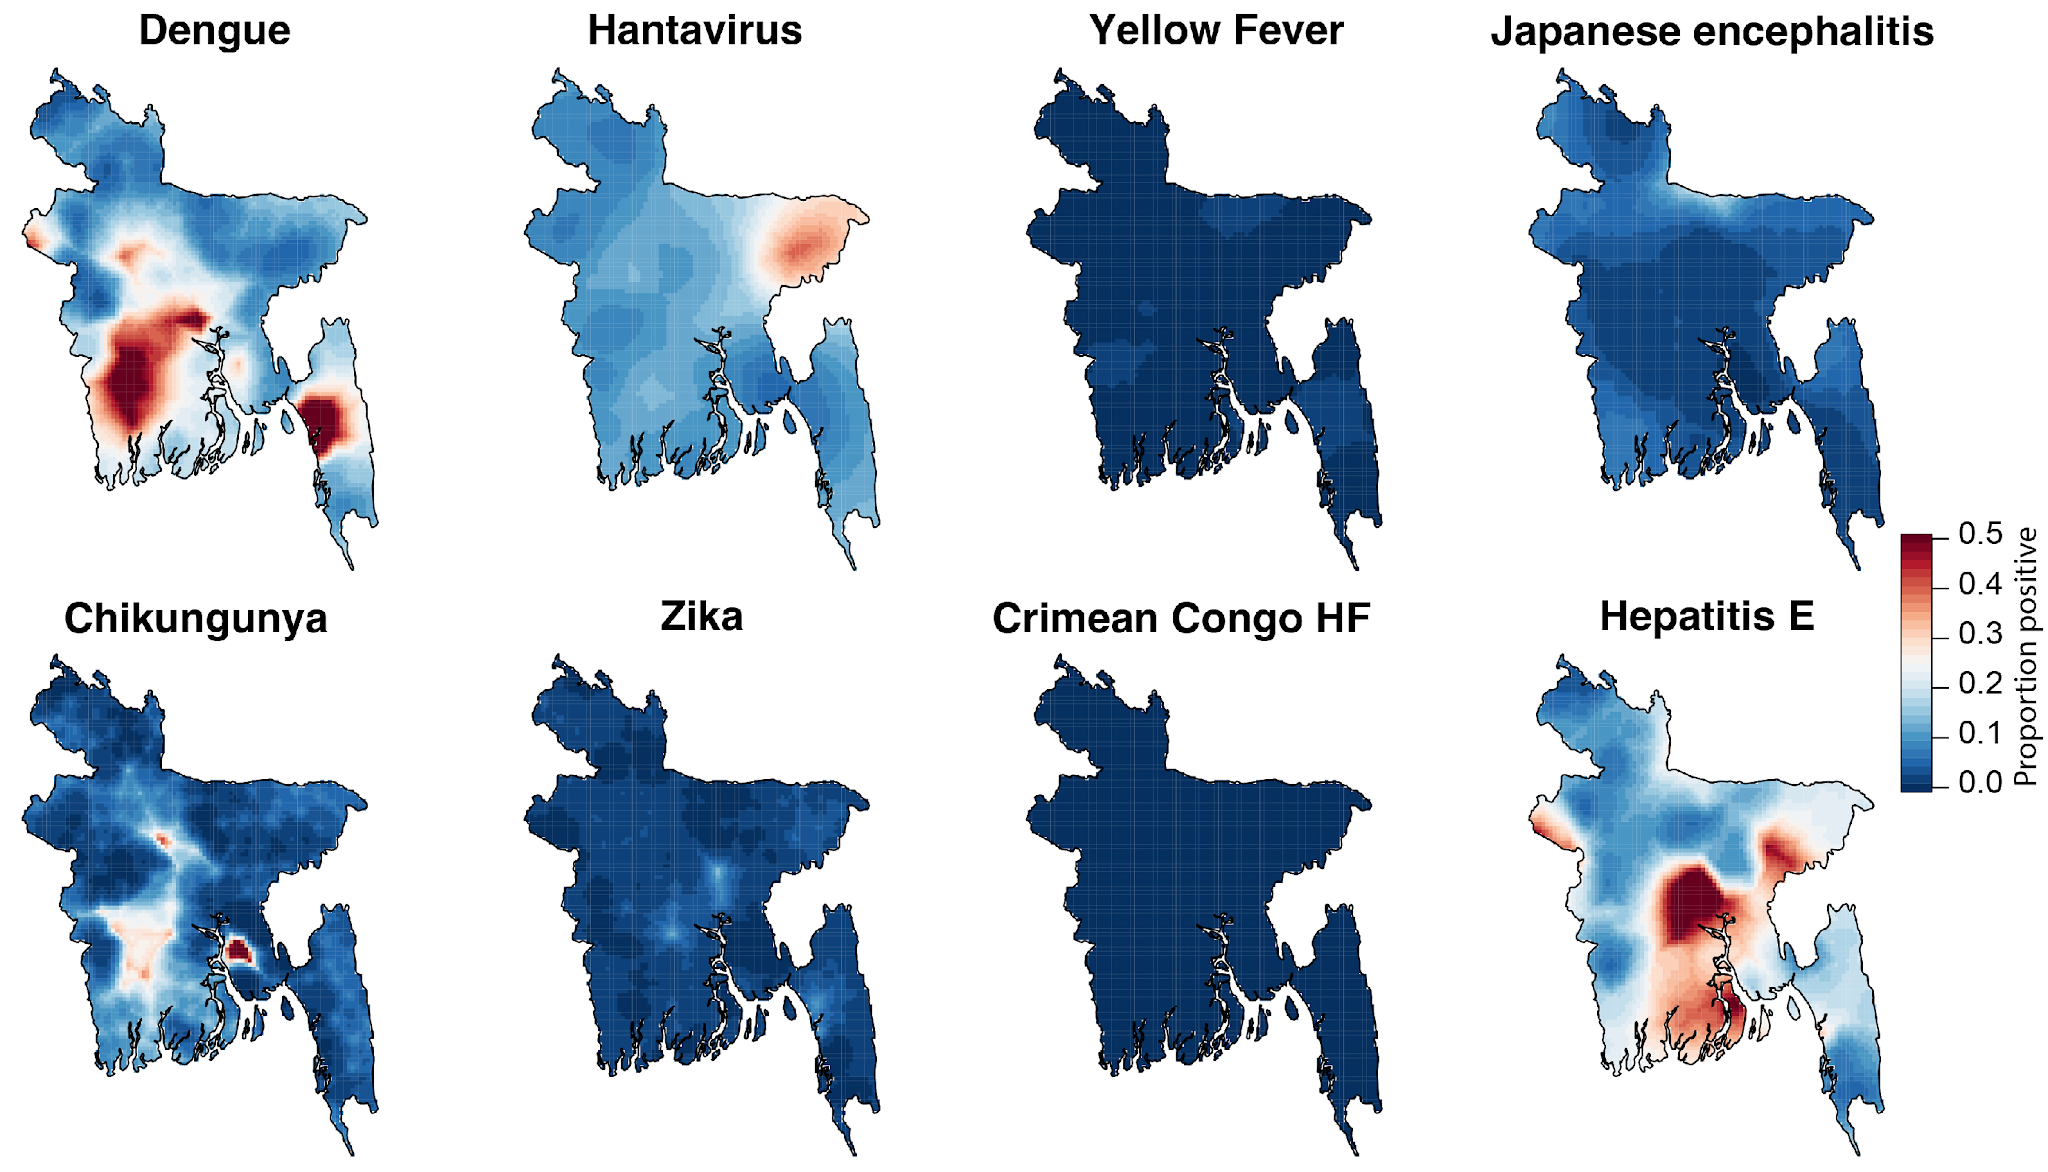 Dengue
Hantavirus
Yellow Fever
Japanese encephalitis
Chikungunya
Zika
Crimean Congo HF
Hepatitis E
0.5
0.4
0.3
0.2
0.1
0.0
Proportion positive